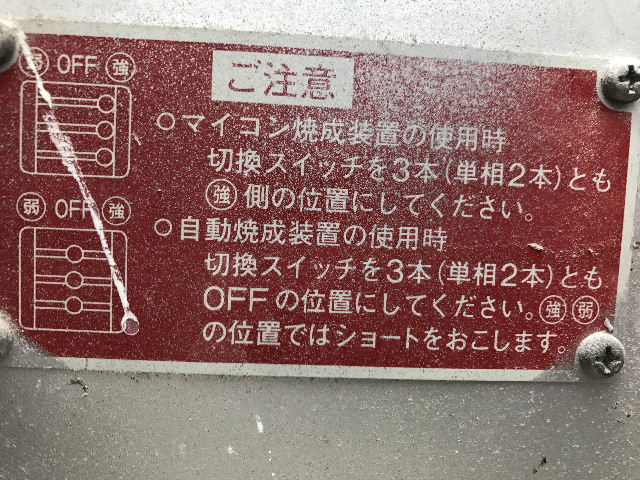 弱 OFF 強
ご注意
○マイコン焼成装置の使用時
切換スイッチを3本(単相2本)とも
強側の位置にしてください。
弱 OFF 強
○自動焼成装置の使用時
切換スイッチを3本(単相2本)とも
OFFの位置にしてください。強弱
の位置ではショートをおこします。